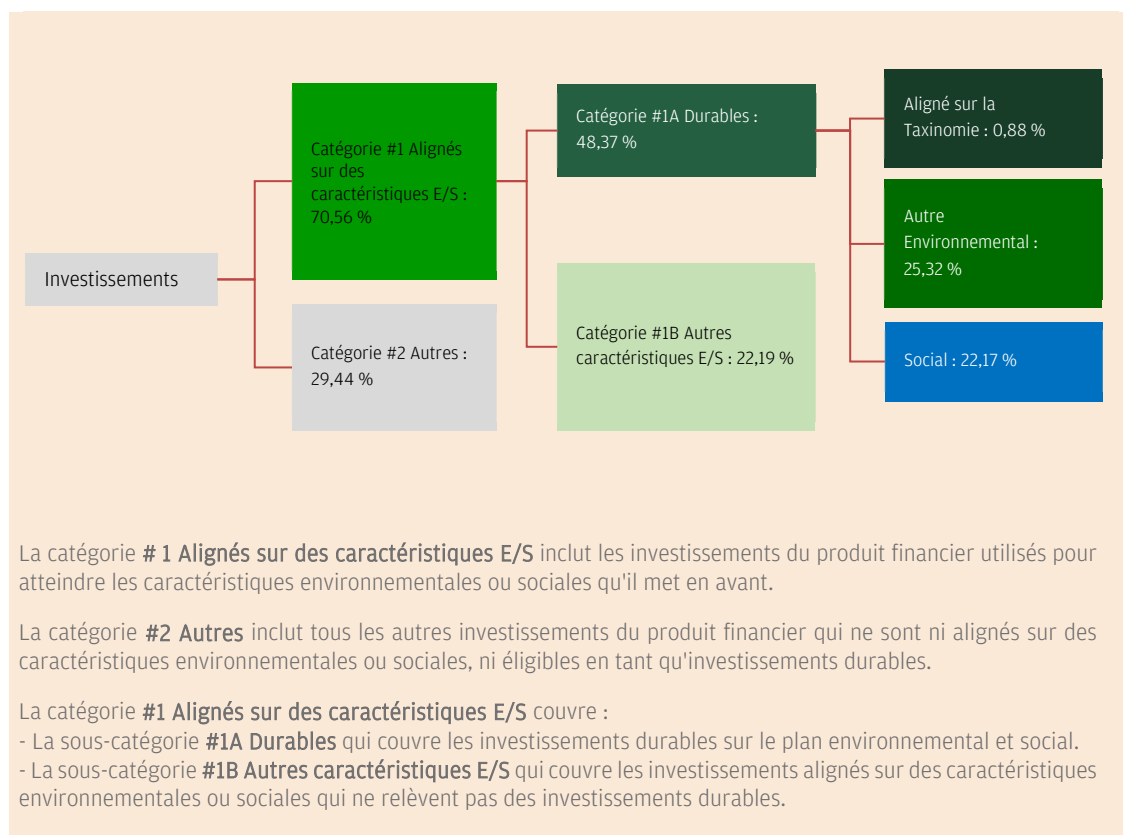 Investissements
Catégorie #1 Alignés
sur des
caractéristiques E/S :
70,56 %
Catégorie #2 Autres :
29,44 %
Catégorie #1A Durables :
48,37 %
Catégorie #1B Autres
caractéristiques E/S : 22,19 %
Aligné sur la
Taxinomie : 0,88 %
Autre
Environnemental :
25,32 %
Social : 22,17 %
La catégorie # 1 Alignés sur des caractéristiques E/S inclut les investissements du produit financier utilisés pour
atteindre les caractéristiques environnementales ou sociales qu'il met en avant.
La catégorie #2 Autres inclut tous les autres investissements du produit financier qui ne sont ni alignés sur des
caractéristiques environnementales ou sociales, ni éligibles en tant qu'investissements durables.
La catégorie #1 Alignés sur des caractéristiques E/S couvre :
- La sous-catégorie #1A Durables qui couvre les investissements durables sur le plan environnemental et social.
- La sous-catégorie #1B Autres caractéristiques E/S qui couvre les investissements alignés sur des caractéristiques
environnementales ou sociales qui ne relèvent pas des investissements durables.